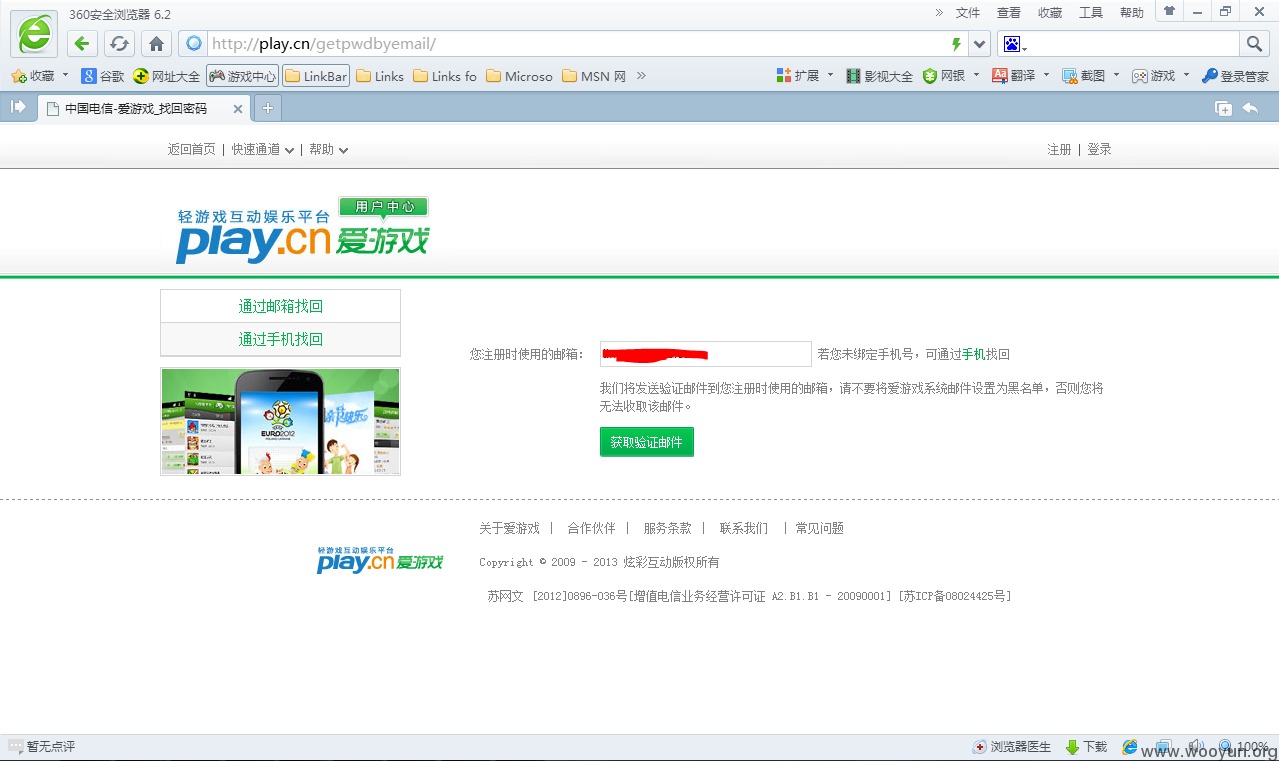 360安全浏览器 6.2
» 文件 查看 收藏 工具 帮助
http://play.cn/getpwdbyemail/
收藏 谷歌 网址大全 游戏中心 LinkBar Links Links fo Microso MSN 网 » 扩展 影视大全 网银 翻译 截图 游戏 登录管家
中国电信-爱游戏_找回密码
返回首页 | 快速通道 | 帮助
注册 | 登录
用户中心
轻游戏互动娱乐平台
play.cn 爱游戏
通过邮箱找回
通过手机找回
EURO2012
您注册时使用的邮箱：
若您未绑定手机号，可通过手机找回
我们将发送验证邮件到您注册时使用的邮箱，请不要将爱游戏系统邮件设置为黑名单，否则您将
无法收取该邮件。
获取验证邮件
关于爱游戏 | 合作伙伴 | 服务条款 | 联系我们 | 常见问题
轻游戏互动娱乐平台
play.cn 爱游戏
Copyright © 2009 - 2013 炫彩互动版权所有
苏网文 [2012]0896-036号[增值电信业务经营许可证 A2.B1.B1 - 20090001] [苏ICP备08024425号]
暂无点评
浏览器医生 下载 100%
www.wooyun.org